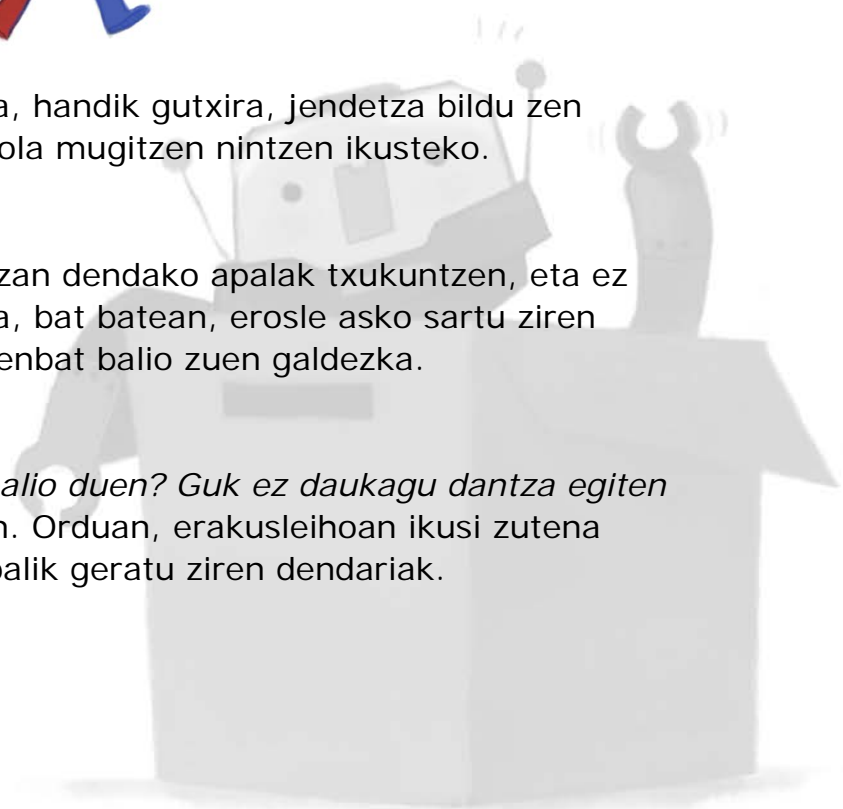 a, handik gutxira, jendetza bildu zen
ola mugitzen nintzen ikusteko.
zan dendako apalak txukuntzen, eta ez
a, bat batean, erosle asko sartu ziren
enbat balio zuen galdezka.
alio duen? Guk ez daukagu dantza egiten
n. Orduan, erakusleihoan ikusi zutena
balik geratu ziren dendariak.